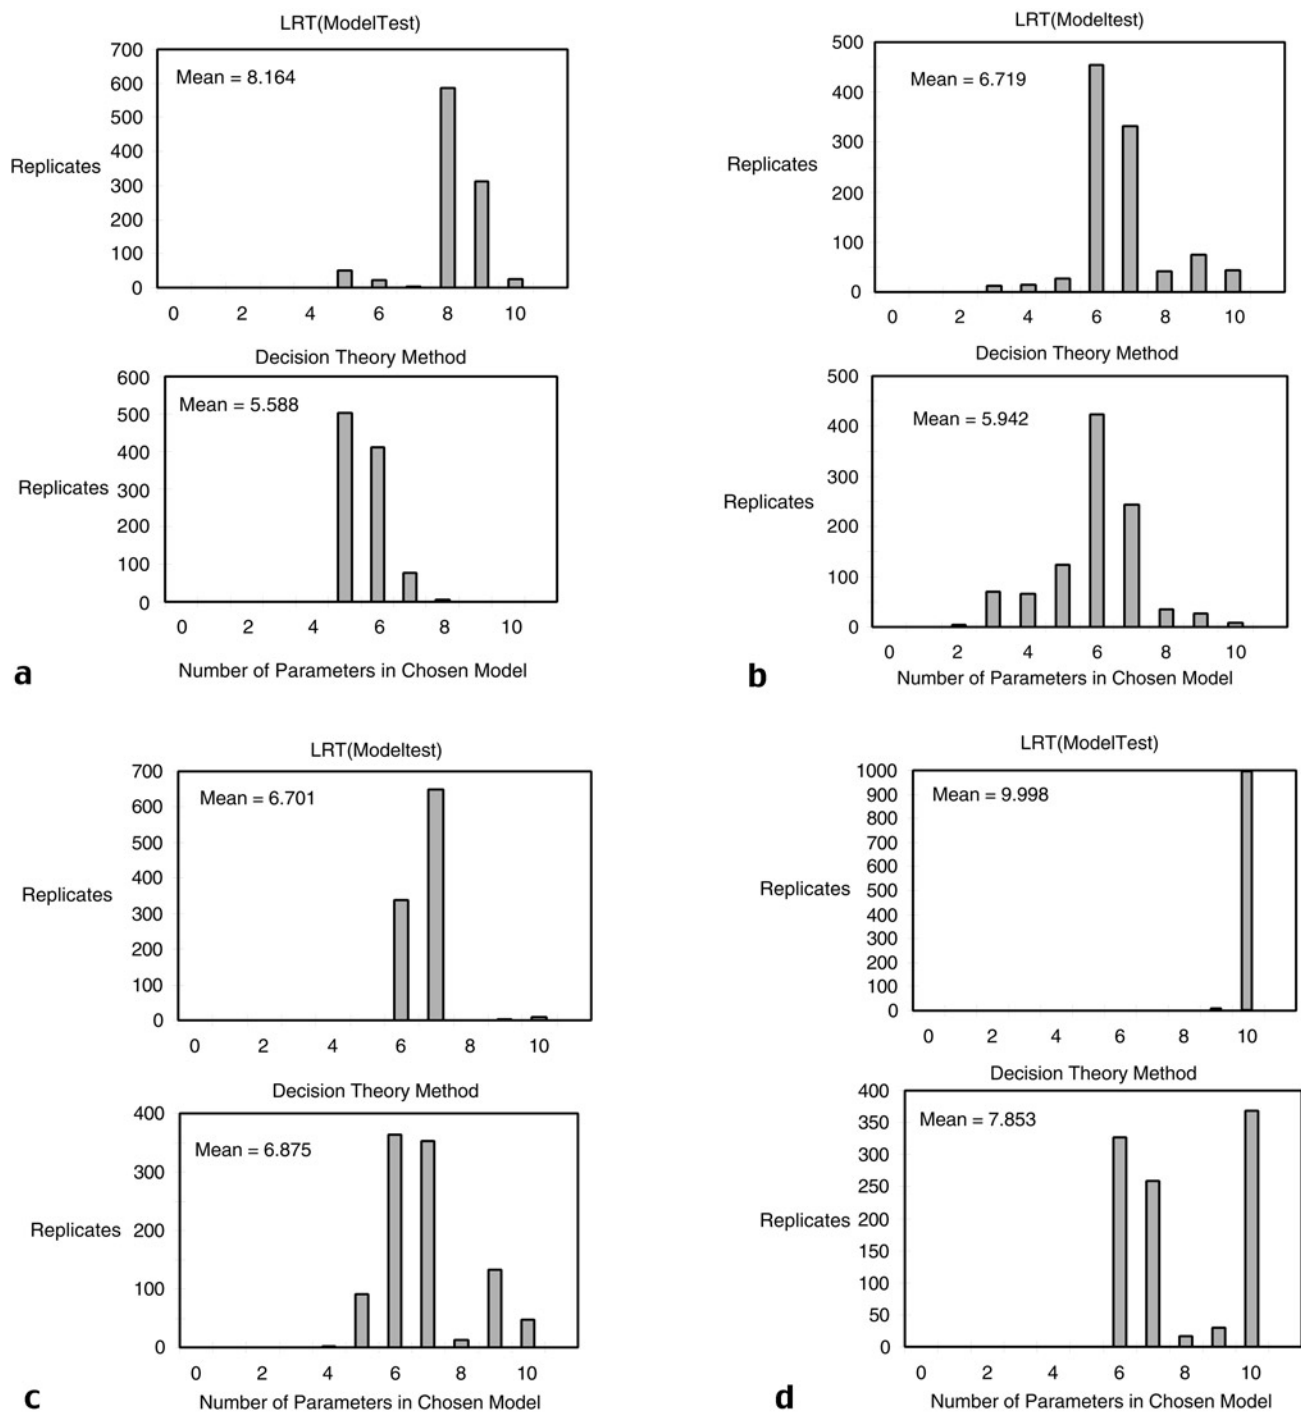 LRT(ModelTest)
700
600
500
400
300
200
100
0
Mean = 8.164
Replicates
0 2 4 6 8 10
Decision Theory Method
600
500
400
300
200
100
0
Mean = 5.588
Replicates
0 2 4 6 8 10
Number of Parameters in Chosen Model
a
LRT(Modeltest)
500
400
300
200
100
0
Mean = 6.719
Replicates
0 2 4 6 8 10
Decision Theory Method
500
400
300
200
100
0
Mean = 5.942
Replicates
0 2 4 6 8 10
Number of Parameters in Chosen Model
b
LRT(Modeltest)
700
600
500
400
300
200
100
0
Mean = 6.701
Replicates
0 2 4 6 8 10
Decision Theory Method
400
300
200
100
0
Mean = 6.875
Replicates
0 2 4 6 8 10
Number of Parameters in Chosen Model
c
LRT(ModelTest)
1000
900
800
700
600
500
400
300
200
100
0
Mean = 9.998
Replicates
0 2 4 6 8 10
Decision Theory Method
400
350
300
250
200
150
100
50
0
Mean = 7.853
Replicates
0 2 4 6 8 10
Number of Parameters in Chosen Model
d